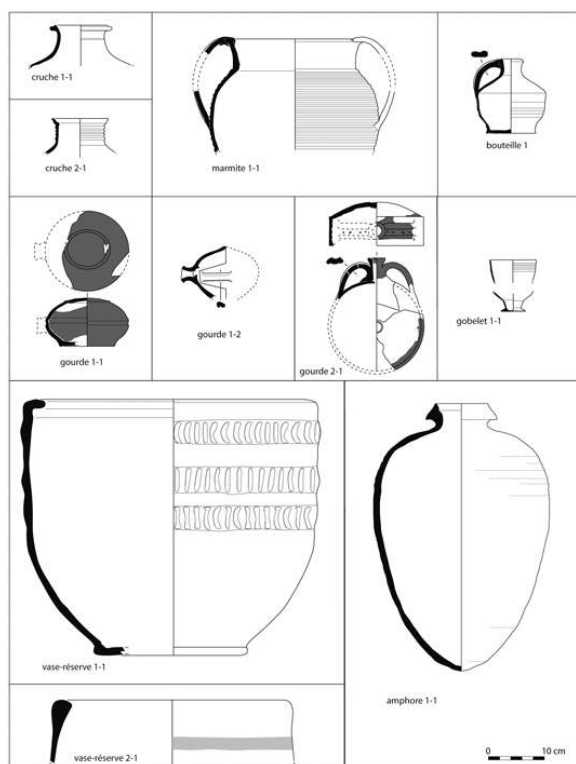 cruche 1-1
cruche 2-1
marmite 1-1
bouteille 1
gourde 1-1
gourde 1-2
gourde 2-1
gobelet 1-1
vase-réserve 1-1
amphore 1-1
vase-réserve 2-1
0 10 cm